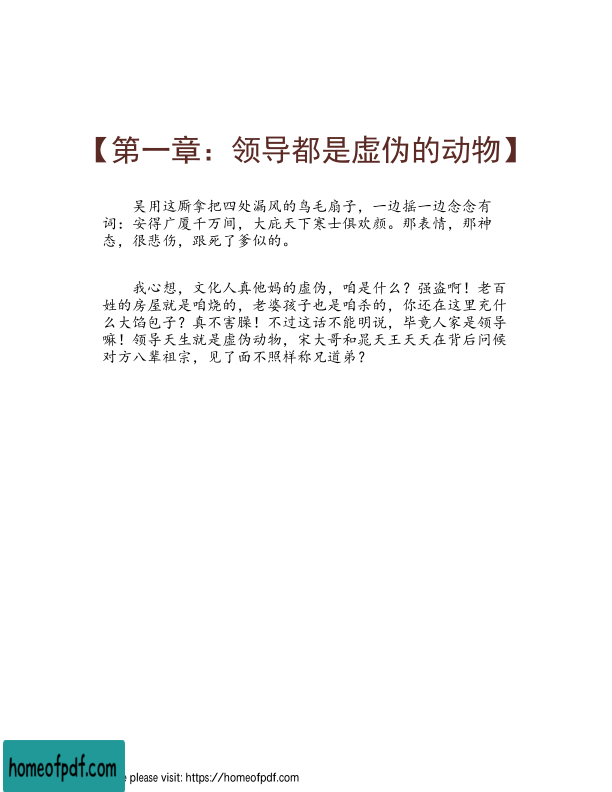 【第一章：领导都是虚伪的动物】
吴用这厮拿把四处漏风的鸟毛扇子，一边摇一边念念有
词：安得广厦千万间，大庇天下寒士俱欢颜。那表情，那神
态，很悲伤，跟死了爹似的。
我心想，文化人真他妈的虚伪，咱是什么？强盗啊！老百
姓的房屋就是咱烧的，老婆孩子也是咱杀的，你还在这里充什
么大馅包子？真不害臊！不过这话不能明说，毕竟人家是领导
嘛！领导天生就是虚伪动物，宋大哥和晁天王天天在背后问候
对方八辈祖宗，见了面不照样称兄道弟？
homeofpdf.com
e please visit: https://homeofpdf.com